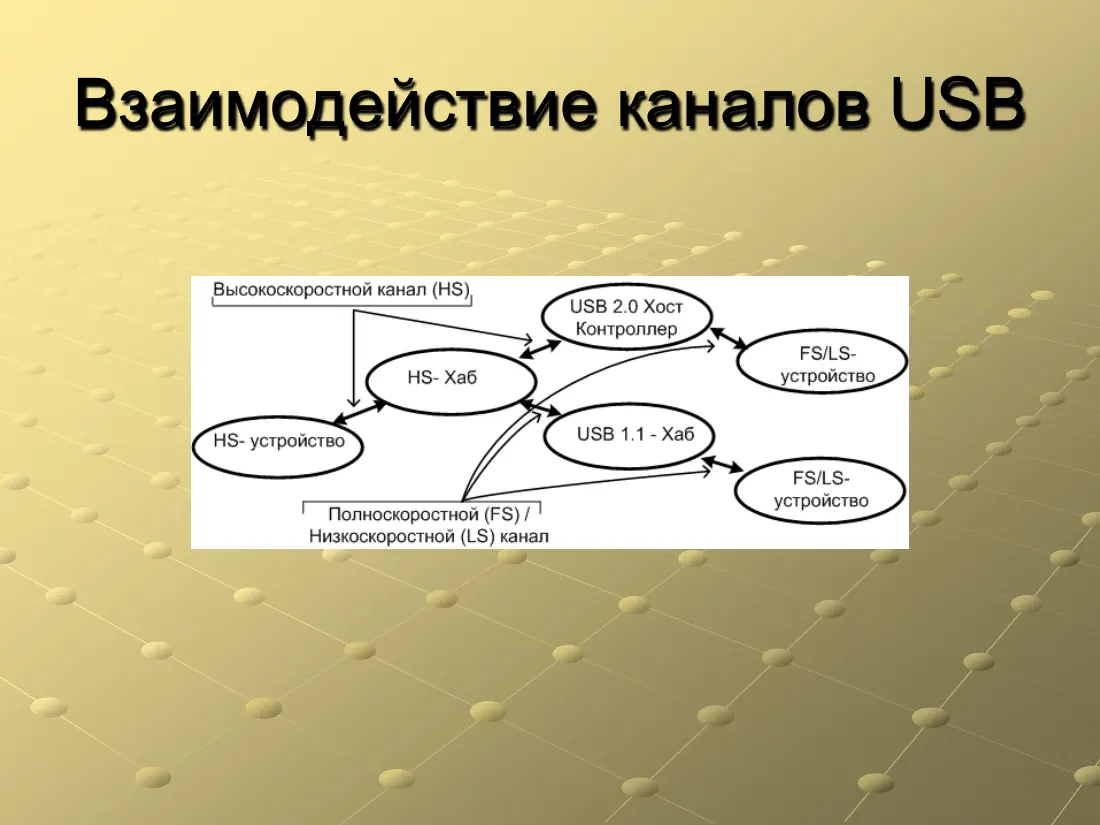 Взаимодействие каналов USB
Высокоскоростной канал (HS)
USB 2.0 Хост
Контроллер
FS/LS-
устройство
HS- Хаб
HS- устройство
USB 1.1 - Хаб
FS/LS-
устройство
Полноскоростной (FS) /
Низкоскоростной (LS) канал